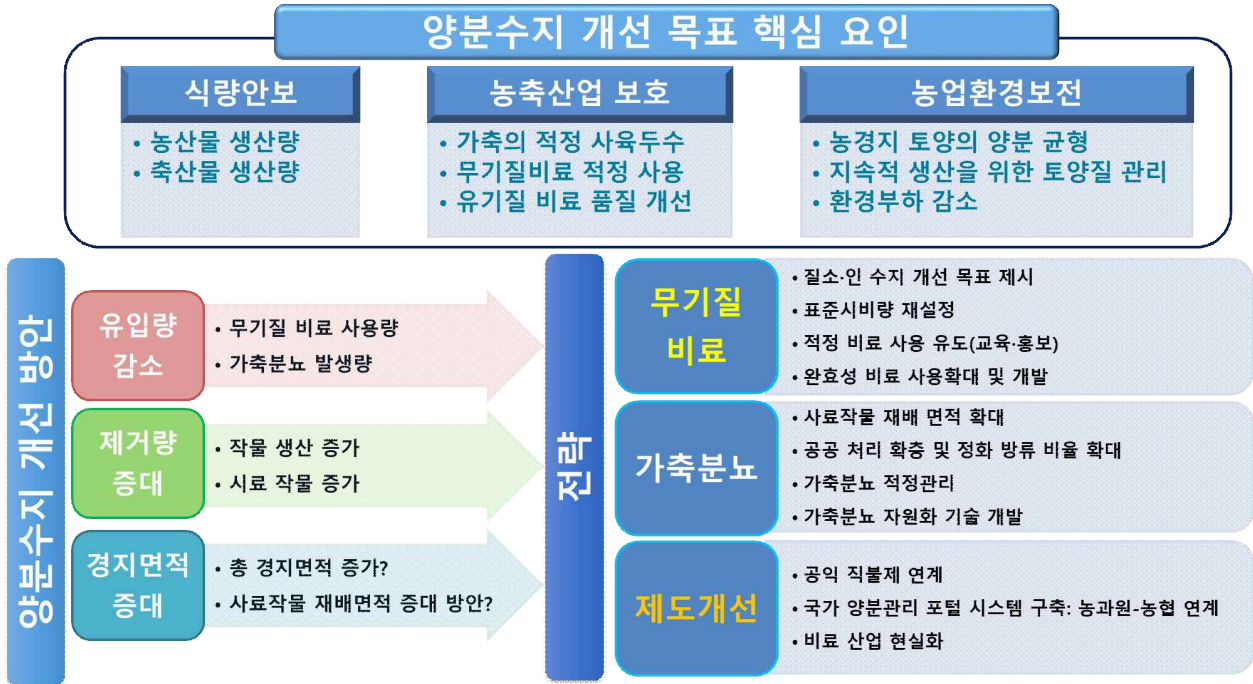 양분수지 개선 목표 핵심 요인
식량안보
• 농산물 생산량
• 축산물 생산량
농축산업 보호
• 가축의 적정 사육두수
• 무기질비료 적정 사용
• 유기질 비료 품질 개선
농업환경보전
• 농경지 토양의 양분 균형
• 지속적 생산을 위한 토양질 관리
• 환경부하 감소
양분수지 개선 방안
유입량
감소
• 무기질 비료 사용량
• 가축분뇨 발생량
제거량
증대
• 작물 생산 증가
• 시료 작물 증가
경지면적
증대
• 총 경지면적 증가?
• 사료작물 재배면적 증대 방안?
전략
무기질
비료
• 질소·인 수지 개선 목표 제시
• 표준시비량 재설정
• 적정 비료 사용 유도(교육·홍보)
• 완효성 비료 사용확대 및 개발
가축분뇨
• 사료작물 재배 면적 확대
• 공공 처리 확충 및 정화 방류 비율 확대
• 가축분뇨 적정관리
• 가축분뇨 자원화 기술 개발
제도개선
• 공익 직불제 연계
• 국가 양분관리 포털 시스템 구축: 농과원-농협 연계
• 비료 산업 현실화